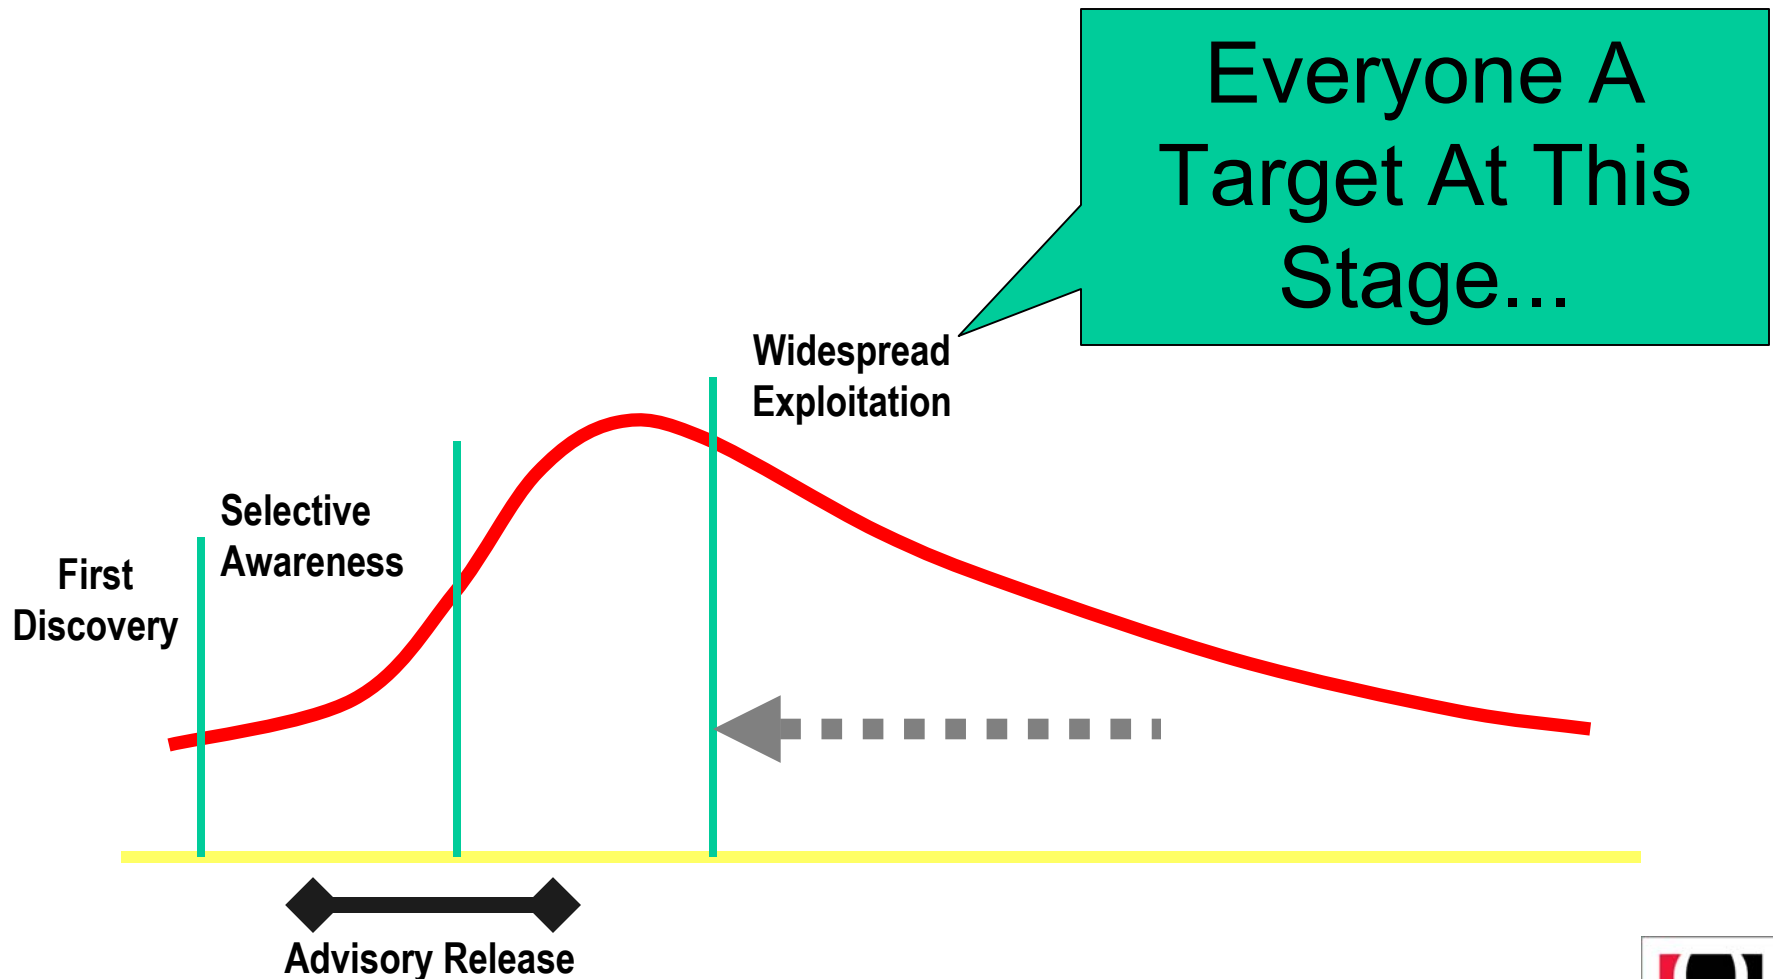 Everyone A
Target At This
Stage...
Widespread
Exploitation
Selective
Awareness
First
Discovery
Advisory Release